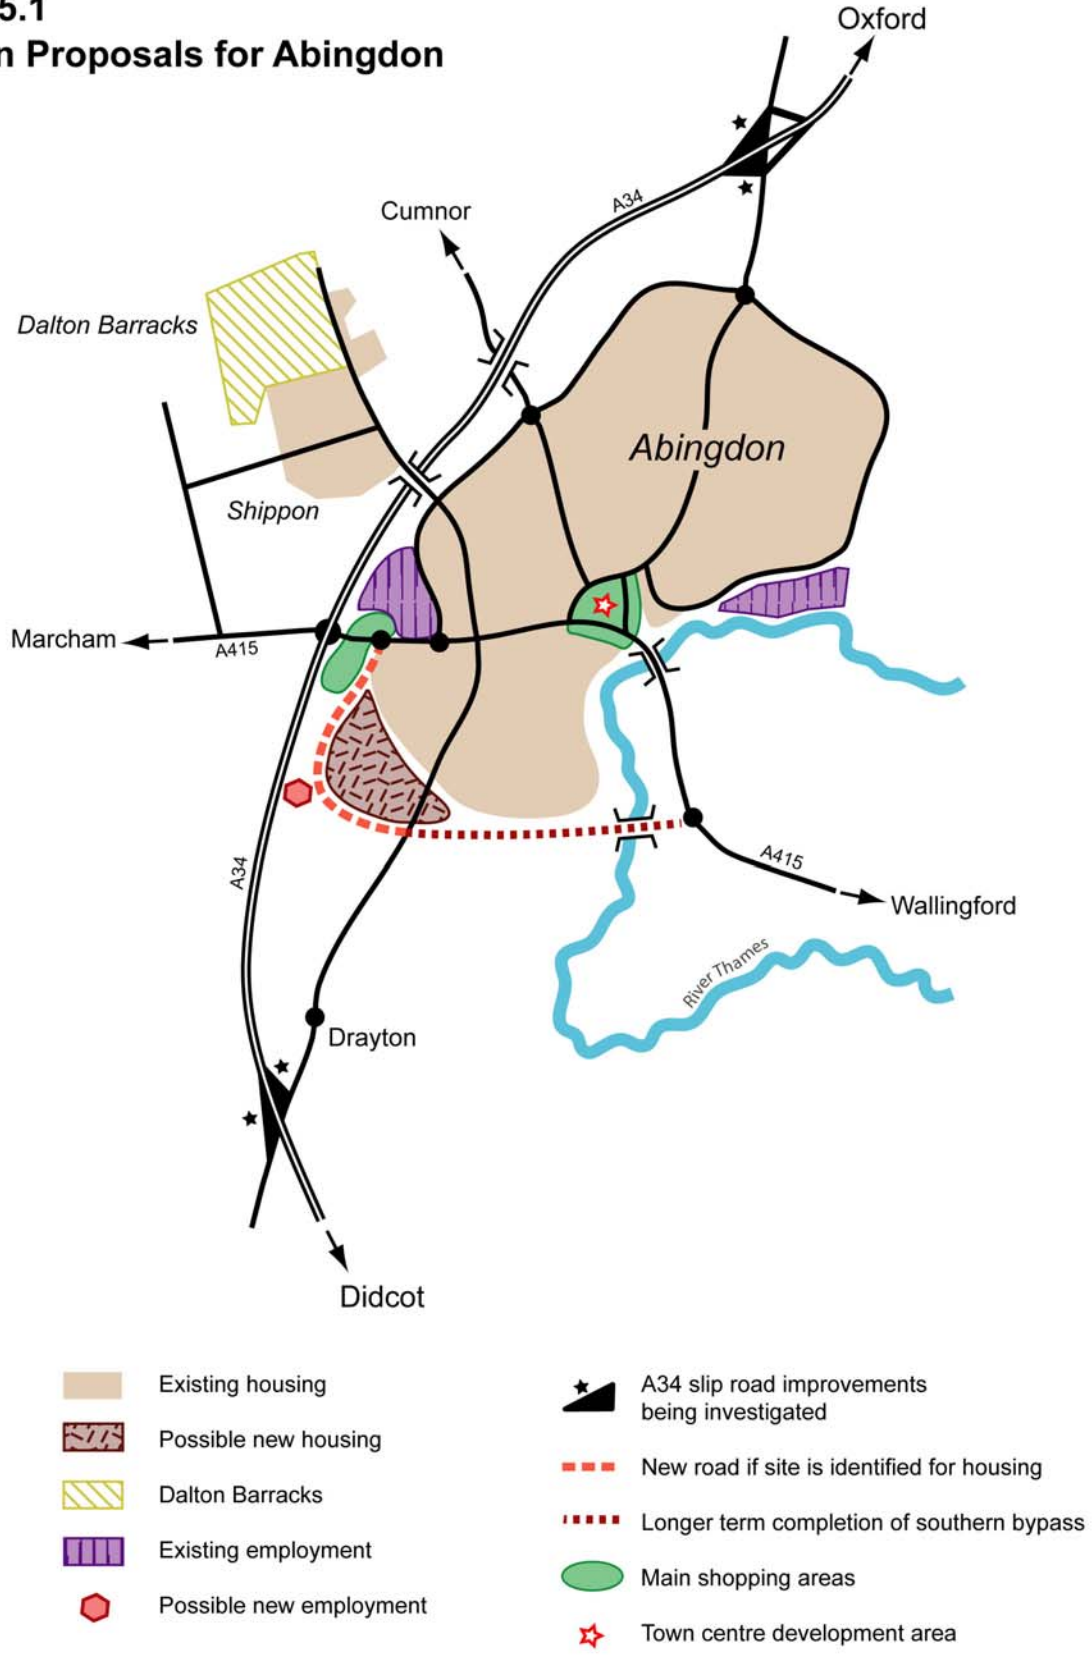 5.1
Proposals for Abingdon
Oxford
A34
Cumnor
Dalton Barracks
Abingdon
Shippon
Marcham
A415
A34
A415
Wallingford
River Thames
Drayton
Didcot
Existing housing
Possible new housing
Dalton Barracks
Existing employment
Possible new employment
A34 slip road improvements
being investigated
New road if site is identified for housing
Longer term completion of southern bypass
Main shopping areas
Town centre development area